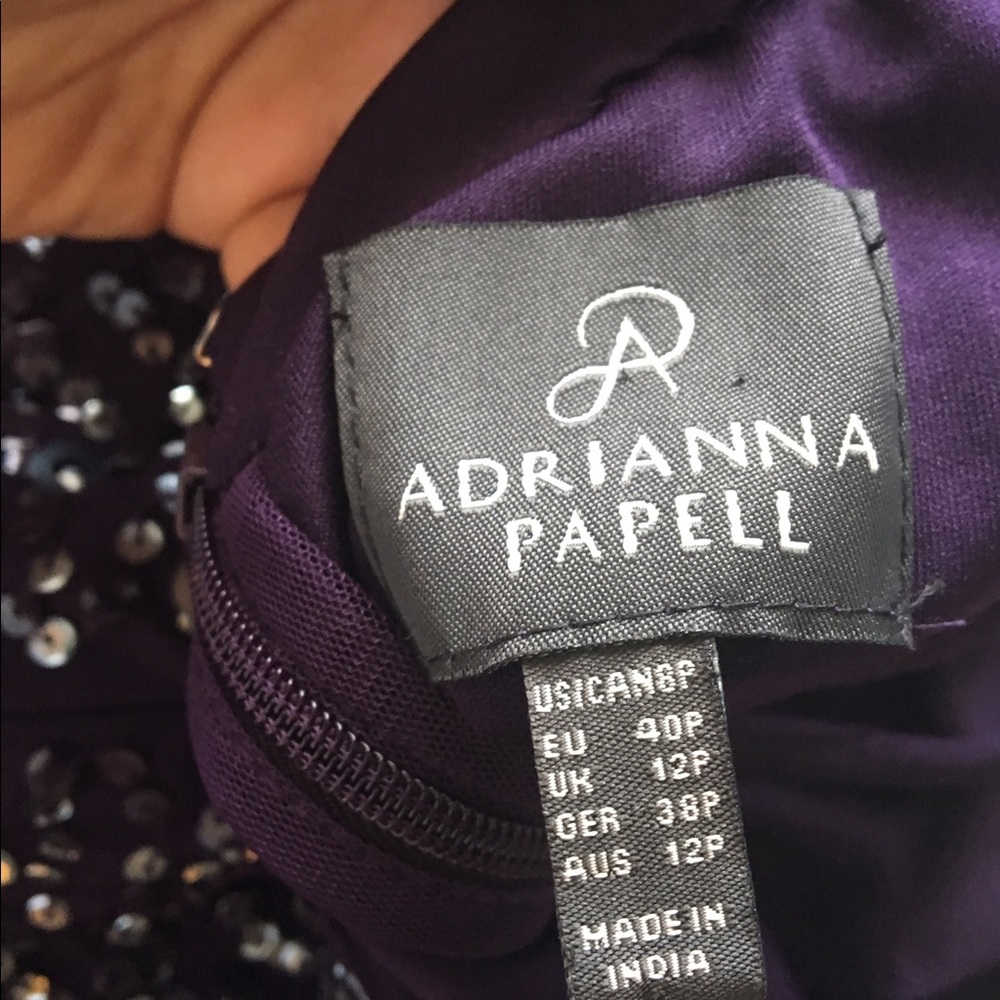 AP
ADRIANNA
PAPELL
US/CAN8P
EU 40P
UK 12P
GER 38P
AUS 12P
MADE IN
INDIA